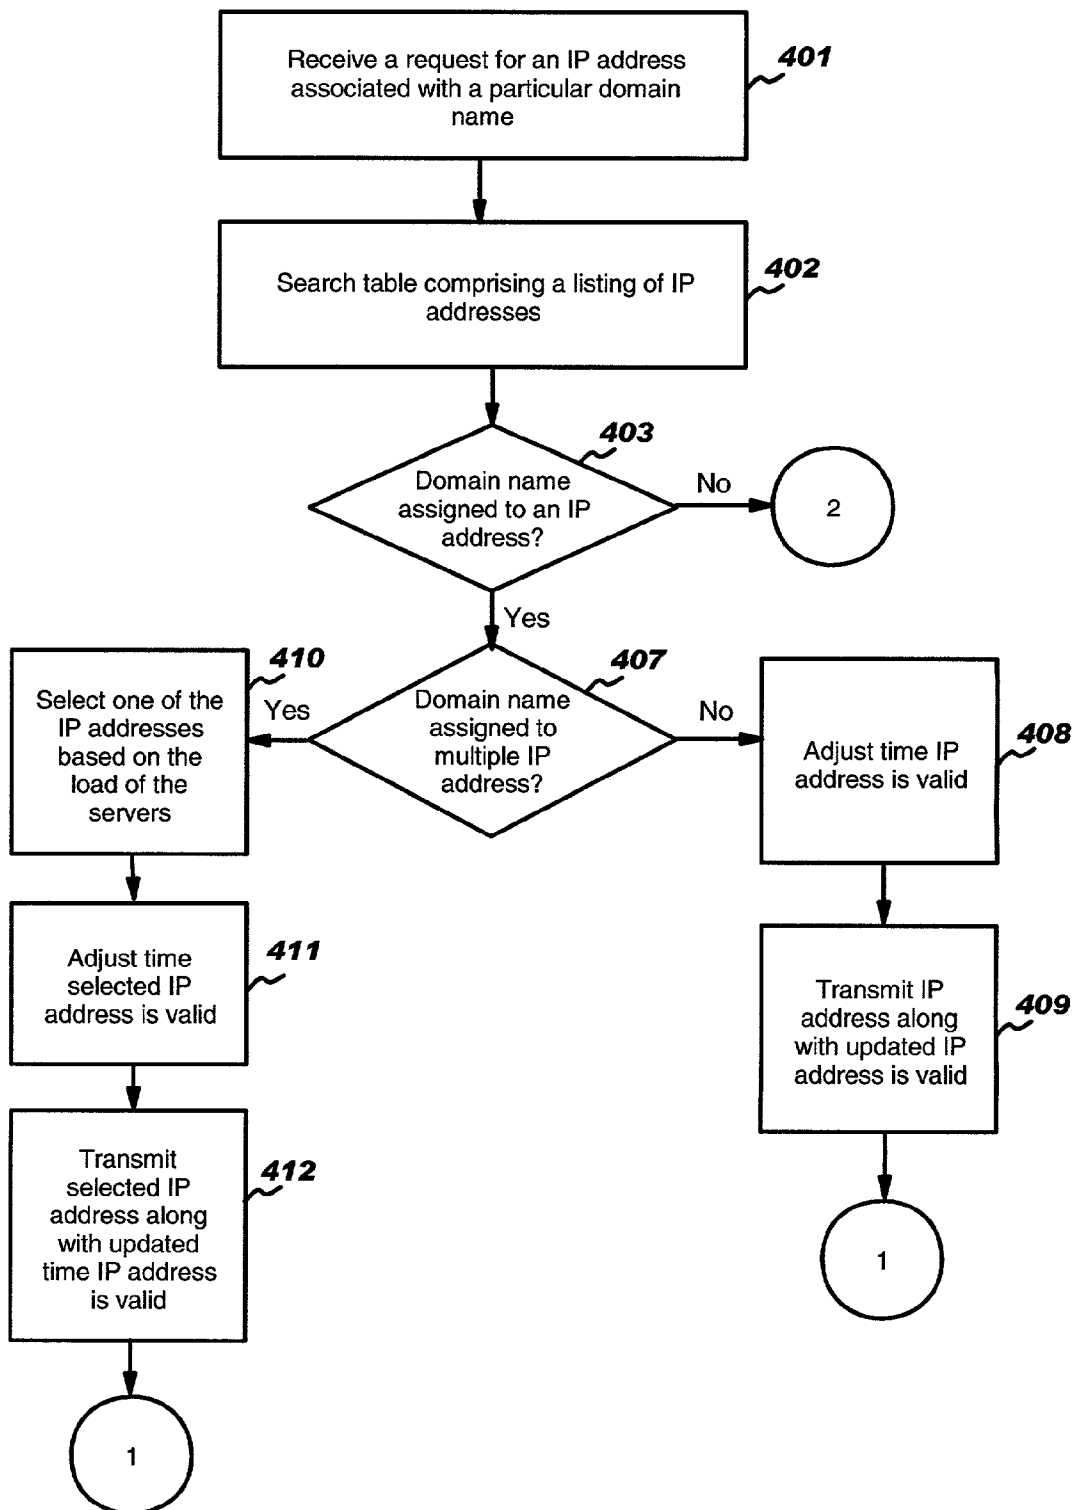 Receive a request for an IP address
associated with a particular domain
name
401
Search table comprising a listing of IP
addresses
402
403
Domain name
assigned to an IP
address?
No
2
Yes
410
Select one of the
IP addresses
based on the
load of the
servers
Yes
407
Domain name
assigned to
multiple IP
address?
No
408
Adjust time IP
address is valid
411
Adjust time
selected IP
address is valid
409
Transmit IP
address along
with updated IP
address is valid
412
Transmit
selected IP
address along
with updated
time IP address
is valid
1
1